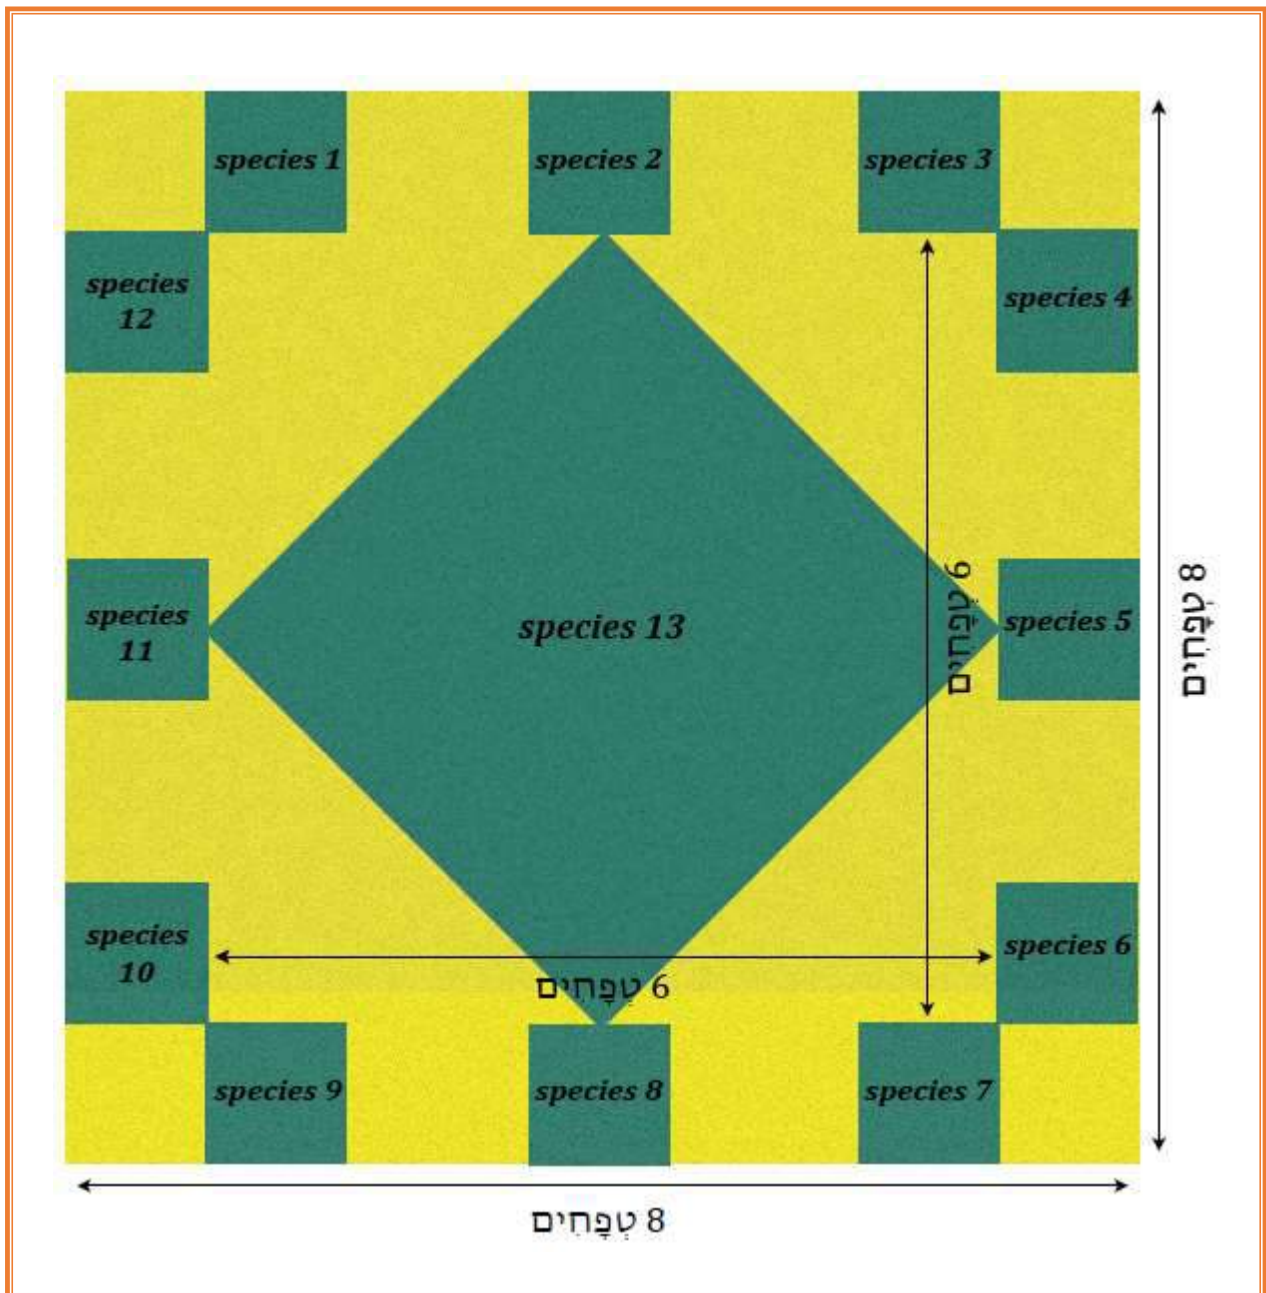 species 1
species 2
species 3
species
12
species 4
species
11
species 13
6 טְפָּחִים
species 5
8 טְפָּחִים
species
10
species 6
6 טְפָּחִים
species 9
species 8
species 7
8 טְפָּחִים